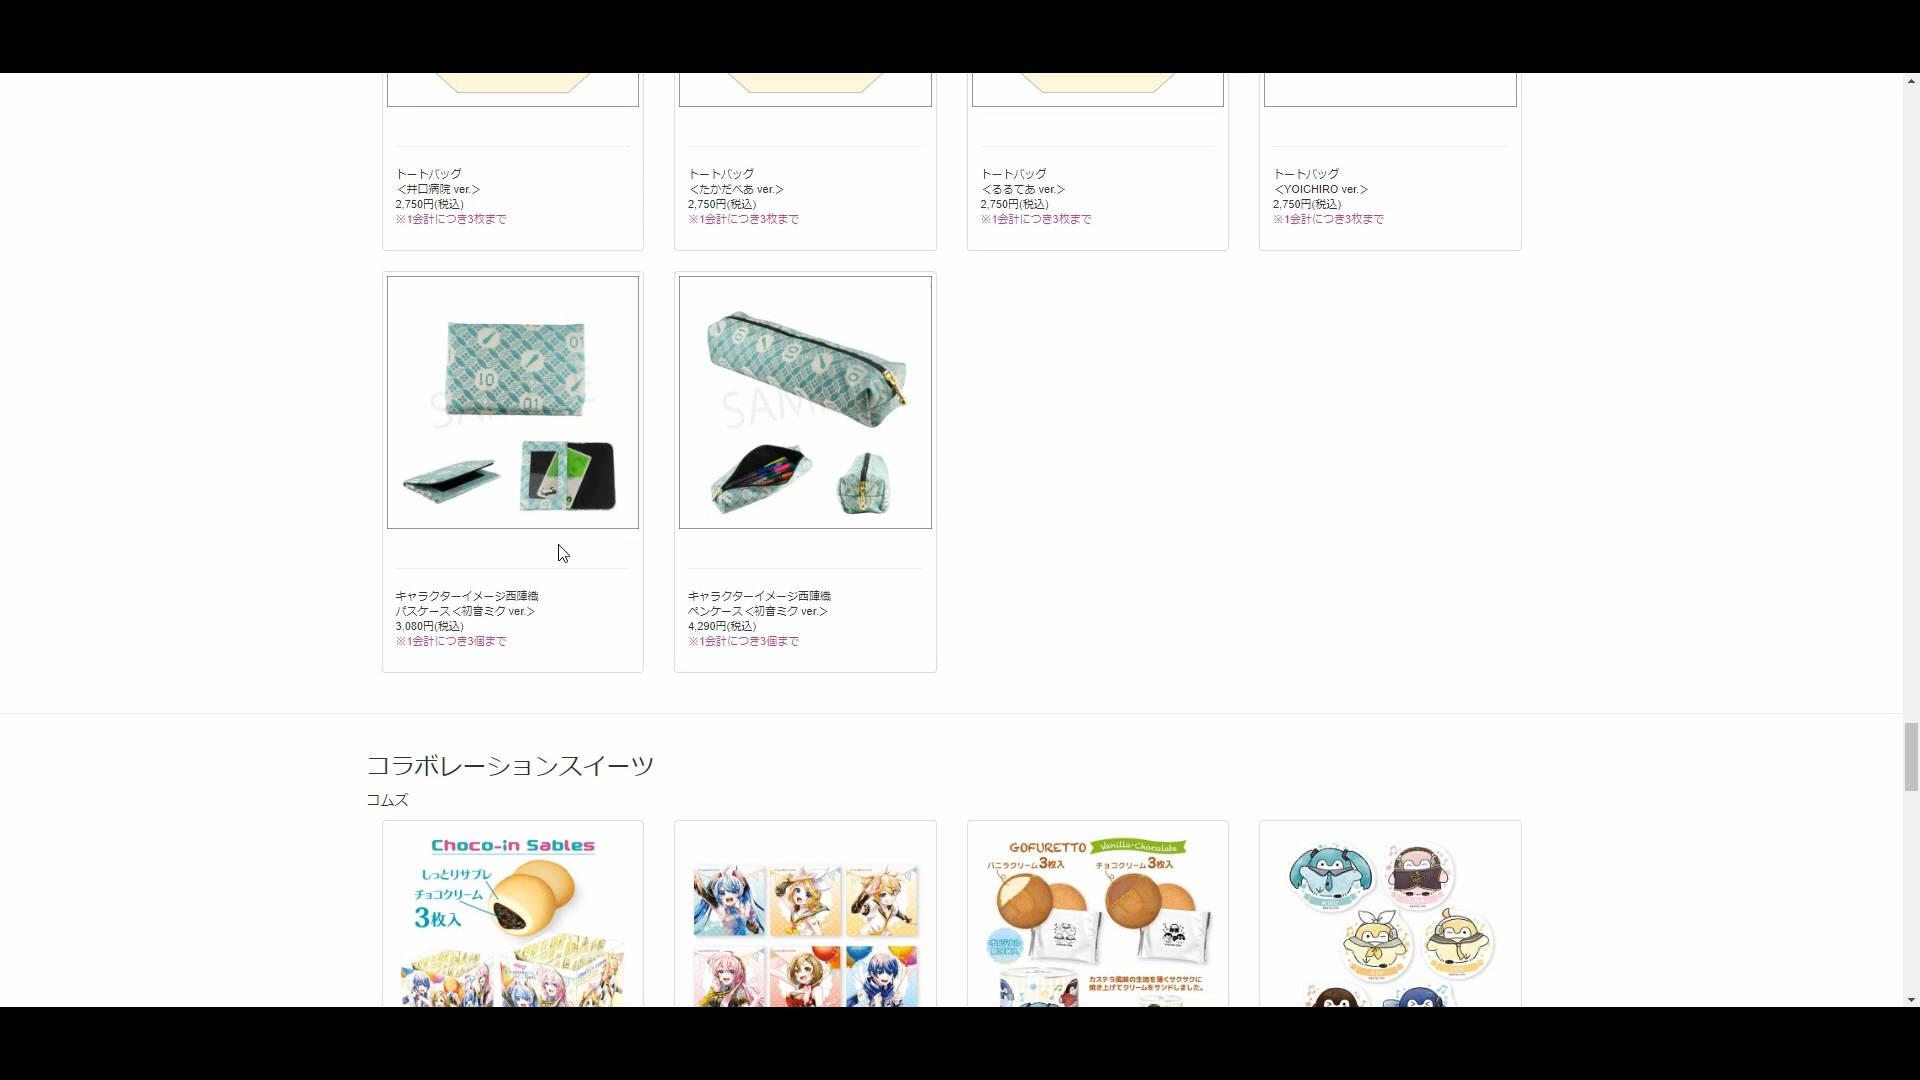 トートバッグ
＜井口病院 ver.＞
2,750円(税込)
※1会計につき3枚まで
トートバッグ
＜たかだべあ ver.＞
2,750円(税込)
※1会計につき3枚まで
トートバッグ
＜るるてあ ver.＞
2,750円(税込)
※1会計につき3枚まで
トートバッグ
＜YOICHIRO ver.＞
2,750円(税込)
※1会計につき3枚まで
01
01
01
01
01
キャラクターイメージ西陣織
パスケース＜初音ミク ver.＞
3,080円(税込)
※1会計につき3個まで
キャラクターイメージ西陣織
ペンケース＜初音ミク ver.＞
4,290円(税込)
※1会計につき3個まで
コラボレーションスイーツ
コムズ
Choco-in Sables
しっとりサブレ
チョコクリーム
3枚入
GOFURETTO Vanilla・Chocolate
バニラクリーム3枚入
チョコクリーム3枚入
カステラ風味の生地を薄くサクサクに
焼き上げてクリームをサンドしました。